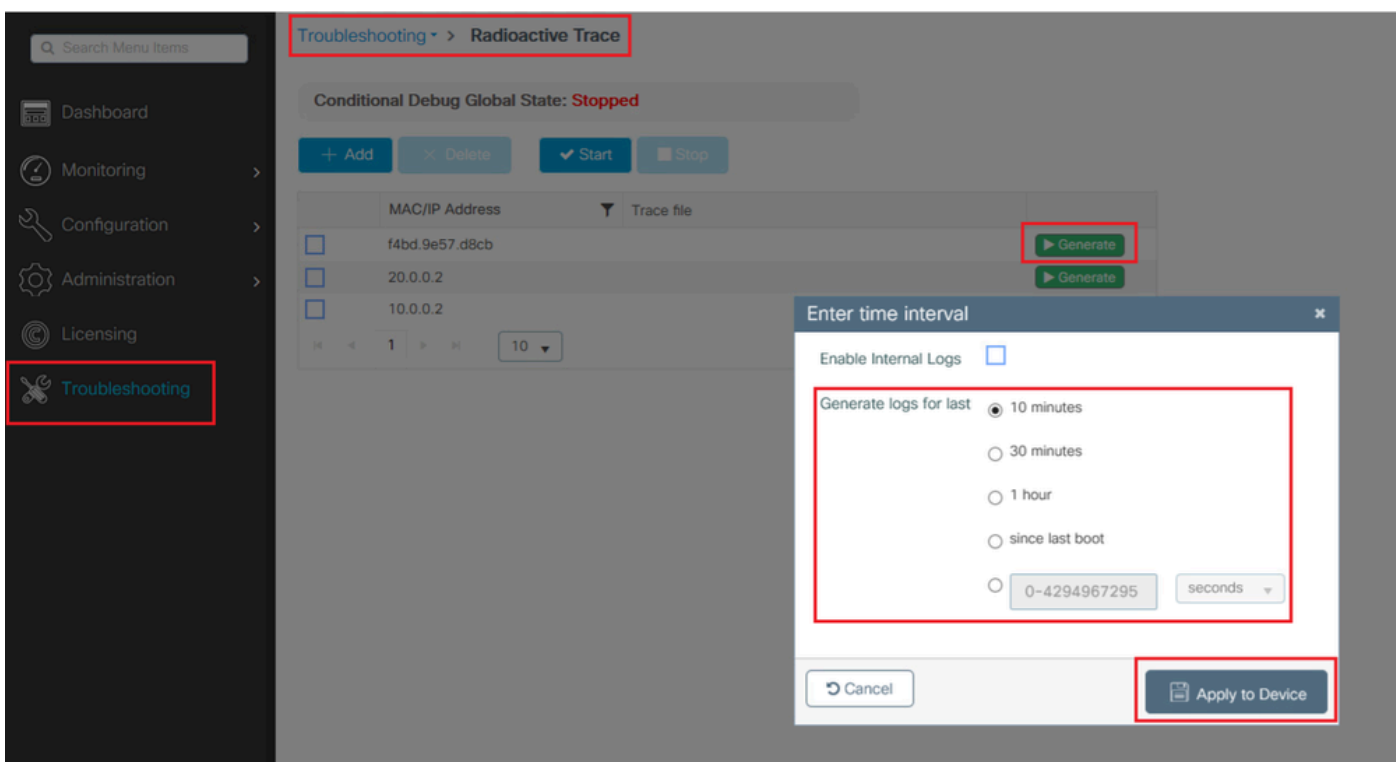 Search Menu Items
Dashboard
Monitoring
Configuration
Administration
Licensing
Troubleshooting
Troubleshooting > Radioactive Trace
Conditional Debug Global State: Stopped
+ Add
× Delete
✔ Start
Stop
MAC/IP Address
Trace file
f4bd.9e57.d8cb
Generate
20.0.0.2
Generate
10.0.0.2
1
10
Enter time interval
Enable Internal Logs
Generate logs for last
10 minutes
30 minutes
1 hour
since last boot
0-4294967295
seconds
Cancel
Apply to Device